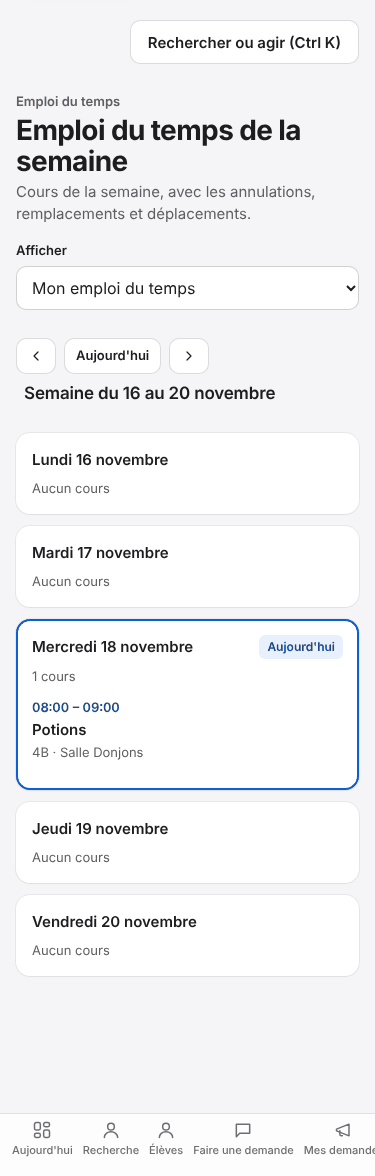 Rechercher ou agir (Ctrl K)
Emploi du temps
Emploi du temps de la
semaine
Cours de la semaine, avec les annulations,
remplacements et déplacements.
Afficher
Mon emploi du temps
Aujourd'hui
Semaine du 16 au 20 novembre
Lundi 16 novembre
Aucun cours
Mardi 17 novembre
Aucun cours
Mercredi 18 novembre
Aujourd'hui
1 cours
08:00 – 09:00
Potions
4B · Salle Donjons
Jeudi 19 novembre
Aucun cours
Vendredi 20 novembre
Aucun cours
Aujourd'hui
Recherche
Élèves
Faire une demande
Mes demande